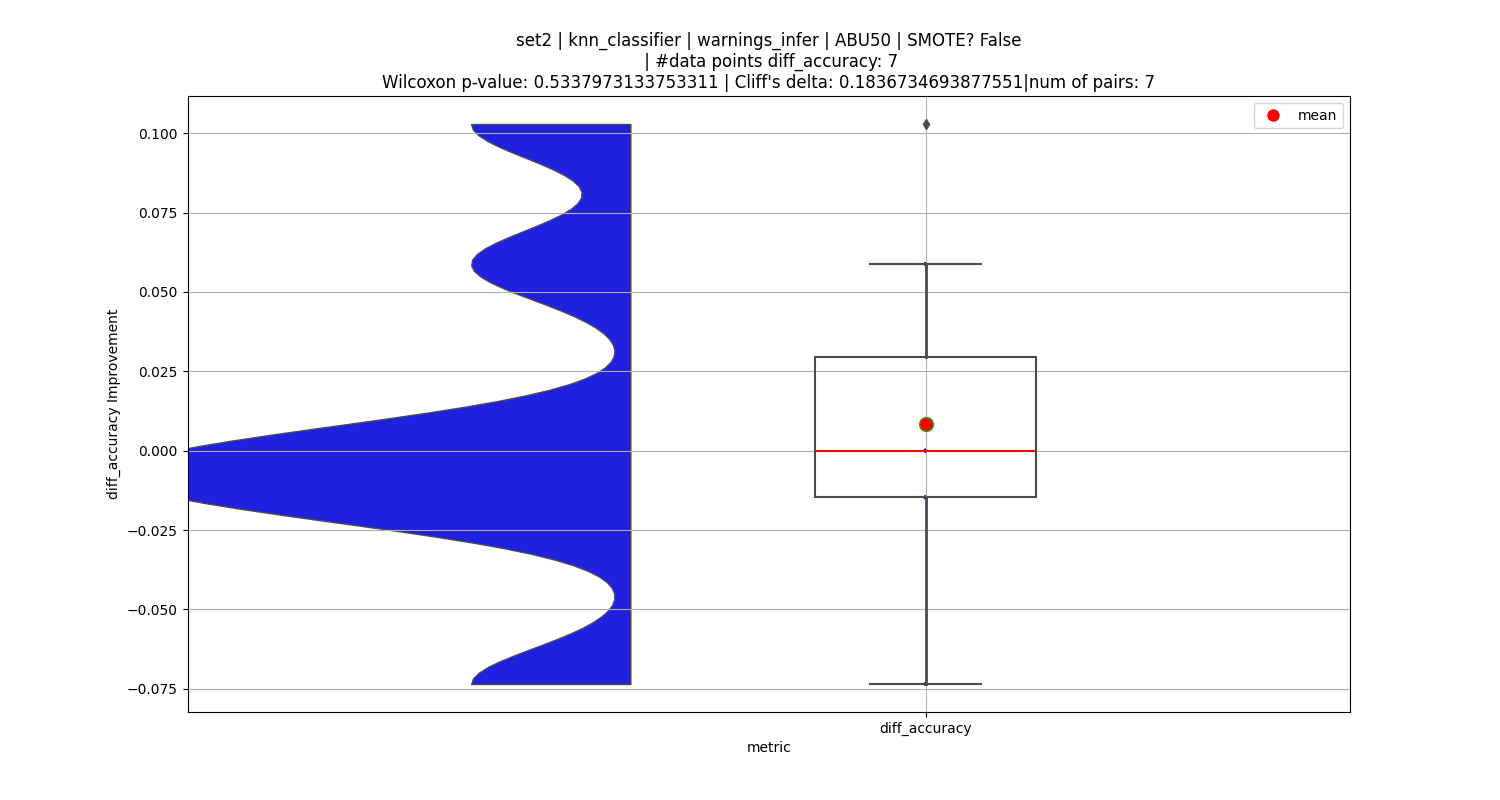 set2 | knn_classifier | warnings_infer | ABU50 | SMOTE? False
| #data points diff_accuracy: 7
Wilcoxon p-value: 0.5337973133753311 | Cliff's delta: 0.1836734693877551|num of pairs: 7
mean
0.100
0.075
0.050
0.025
0.000
−0.025
−0.050
−0.075
diff_accuracy Improvement
diff_accuracy
metric